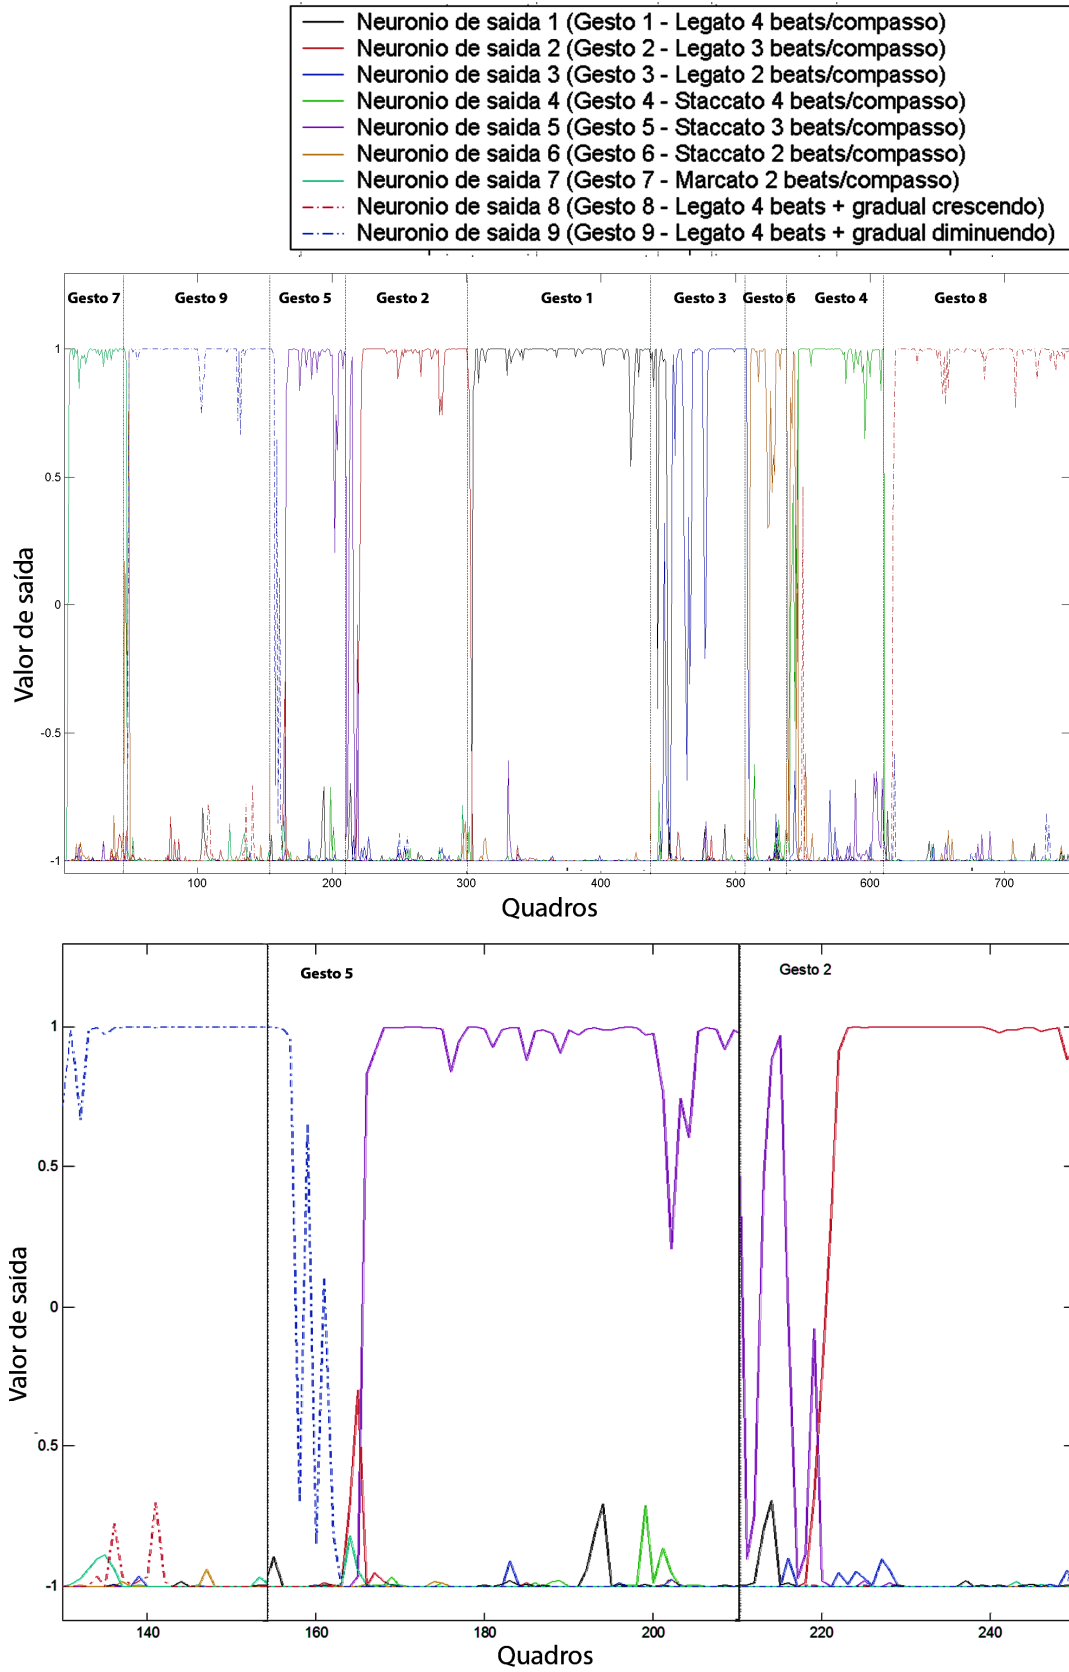 Neuronio de saida 1 (Gesto 1 - Legato 4 beats/compasso)
Neuronio de saida 2 (Gesto 2 - Legato 3 beats/compasso)
Neuronio de saida 3 (Gesto 3 - Legato 2 beats/compasso)
Neuronio de saida 4 (Gesto 4 - Staccato 4 beats/compasso)
Neuronio de saida 5 (Gesto 5 - Staccato 3 beats/compasso)
Neuronio de saida 6 (Gesto 6 - Staccato 2 beats/compasso)
Neuronio de saida 7 (Gesto 7 - Marcato 2 beats/compasso)
Neuronio de saida 8 (Gesto 8 - Legato 4 beats + gradual crescendo)
Neuronio de saida 9 (Gesto 9 - Legato 4 beats + gradual diminuendo)
Gesto 7 Gesto 9 Gesto 5 Gesto 2 Gesto 1 Gesto 3 Gesto 6 Gesto 4 Gesto 8
1
0.5
0
-0.5
-1
Valor de saída
100 200 300 400 500 600 700
Quadros
Gesto 5 Gesto 2
1
0.5
0
0.5
-1
Valor de saída
140 160 180 200 220 240
Quadros